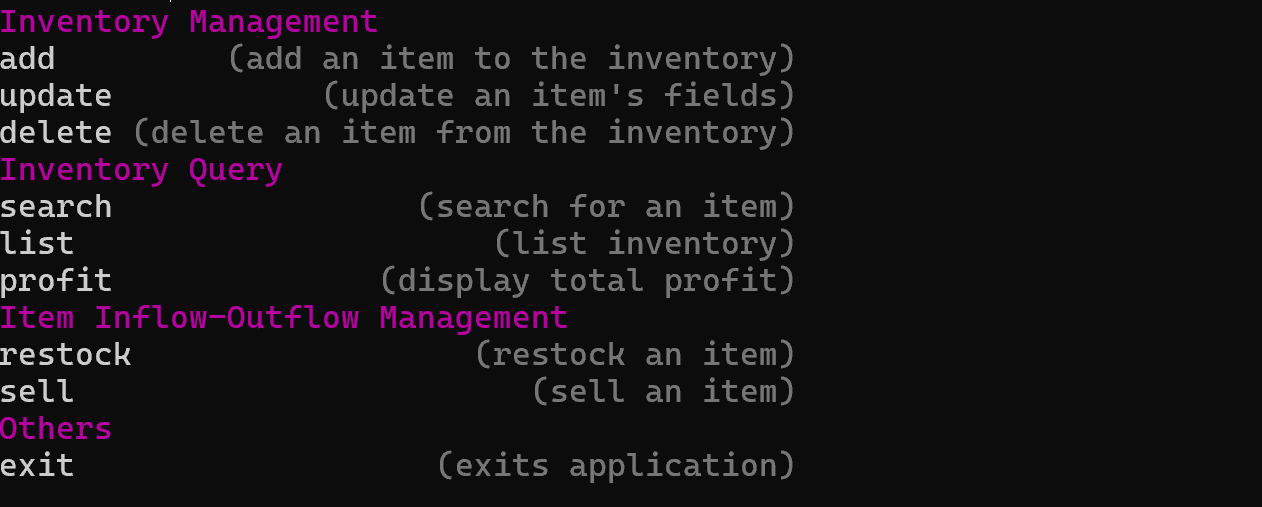 Inventory Management
add (add an item to the inventory)
update (update an item's fields)
delete (delete an item from the inventory)
Inventory Query
search (search for an item)
list (list inventory)
profit (display total profit)
Item Inflow-Outflow Management
restock (restock an item)
sell (sell an item)
Others
exit (exits application)